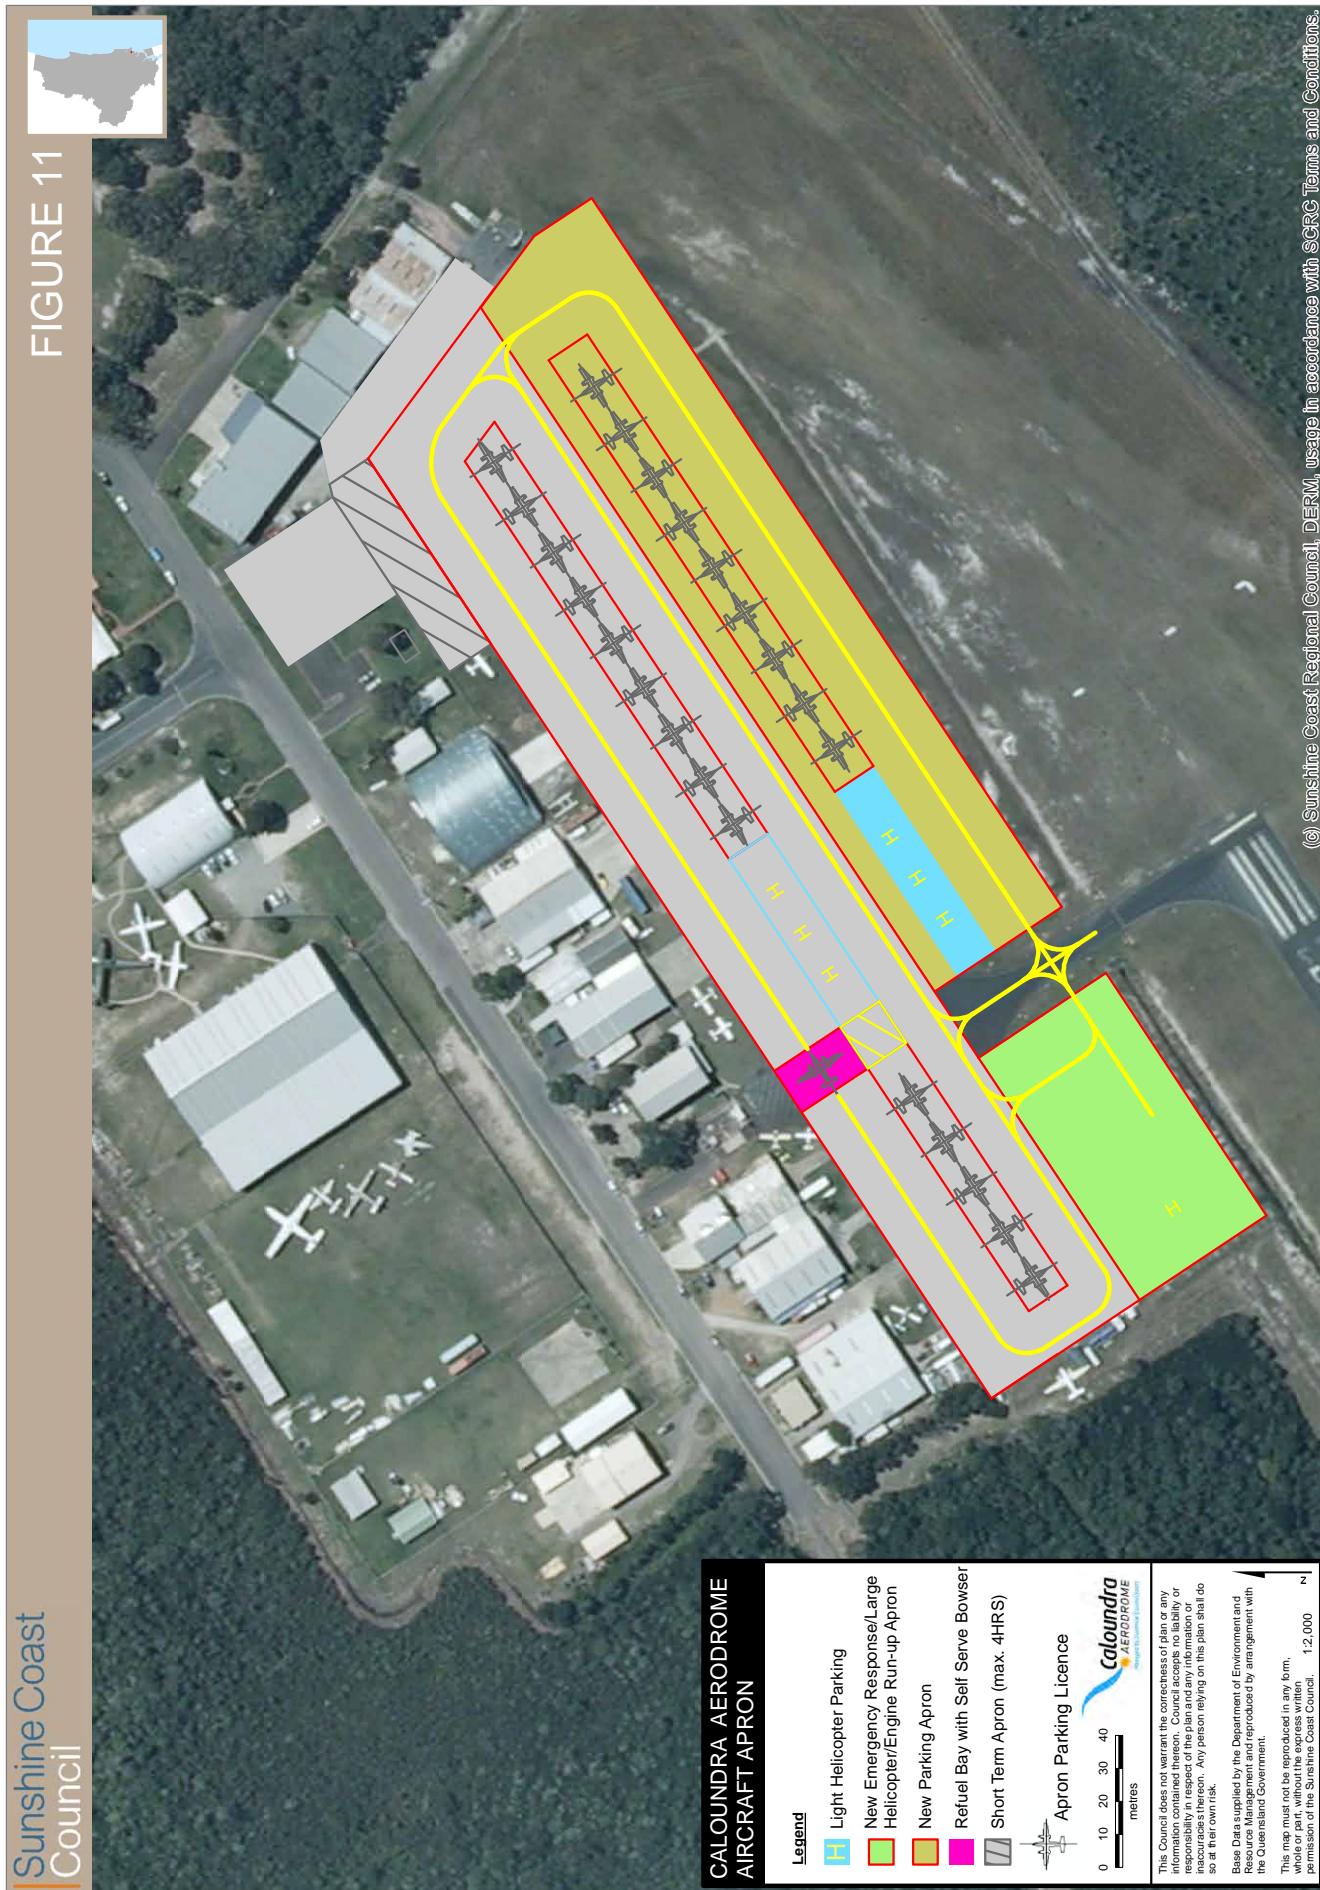 Sunshine Coast
Council
FIGURE 11
H
H
H
H
H
H
H
CALOUNDRA AERODROME
AIRCRAFT APRON
Legend
H Light Helicopter Parking
New Emergency Response/Large
Helicopter/Engine Run-up Apron
New Parking Apron
Refuel Bay with Self Serve Bowser
Short Term Apron (max. 4HRS)
Apron Parking Licence
0 10 20 30 40
metres
Caloundra
AERODROME
This Council does not warrant the correctness of plan or any
information contained thereon. Council accepts no liability or
responsibility in respect of the plan and any information or
inaccuracies thereon. Any person relying on this plan shall do
so at their own risk.
Base Data supplied by the Department of Environment and
Resource Management and reproduced by arrangement with
the Queensland Government.
This map must not be reproduced in any form,
whole or part, without the express written
permission of the Sunshine Coast Council.
1:2,000
N
(c) Sunshine Coast Regional Council, DERM, usage in accordance with SCRC Terms and Conditions.